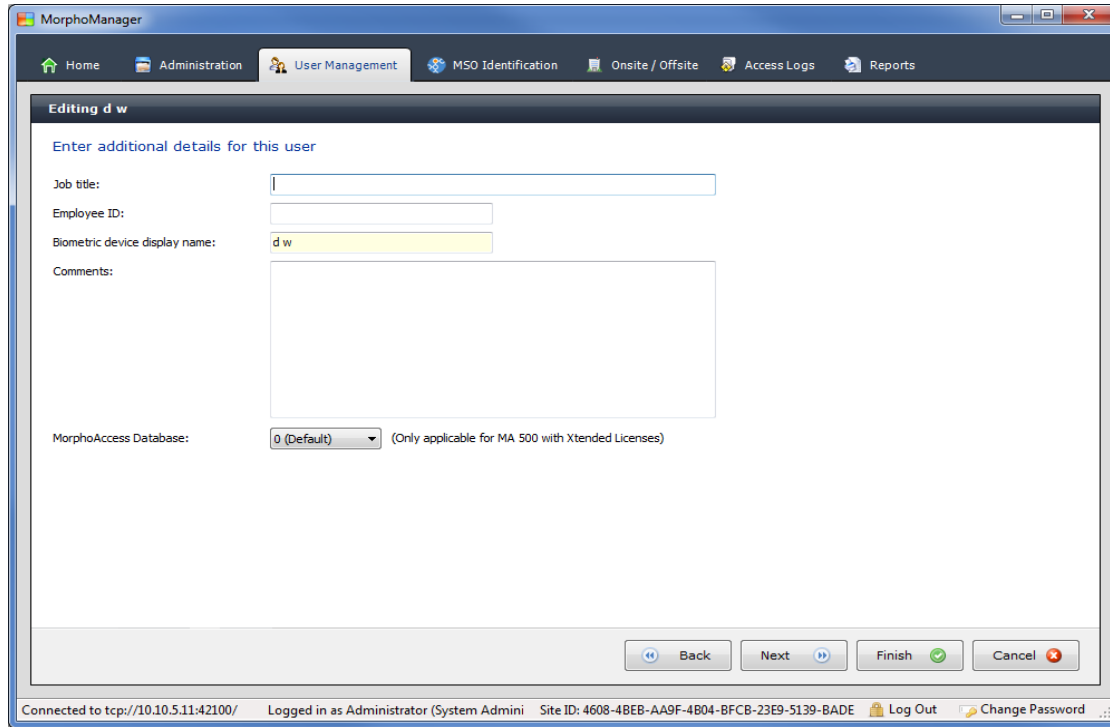 MorphoManager
Home Administration User Management MSO Identification Onsite / Offsite Access Logs Reports
Editing d w
Enter additional details for this user
Job title:
Employee ID:
Biometric device display name: d w
Comments:
MorphoAccess Database: 0 (Default) (Only applicable for MA 500 with Xtended Licenses)
Back Next Finish Cancel
Connected to tcp://10.10.5.11:42100/ Logged in as Administrator (System Admini Site ID: 4608-4BEB-AA9F-4B04-BFCB-23E9-5139-BADE Log Out Change Password